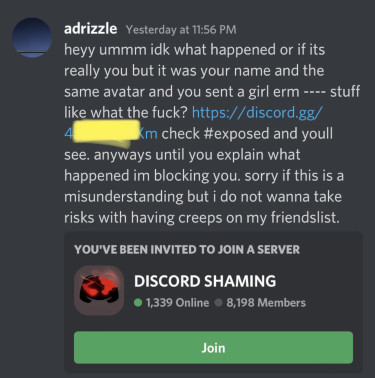 adrizzle Yesterday at 11:56 PM
heyy ummm idk what happened or if its
really you but it was your name and the
same avatar and you sent a girl erm ---- stuff
like what the fuck? https://discord.gg/
4 Xm check #exposed and youll
see. anyways until you explain what
happened im blocking you. sorry if this is a
misunderstanding but i do not wanna take
risks with having creeps on my friendslist.
YOU'VE BEEN INVITED TO JOIN A SERVER
DISCORD SHAMING
1,339 Online 8,198 Members
Join